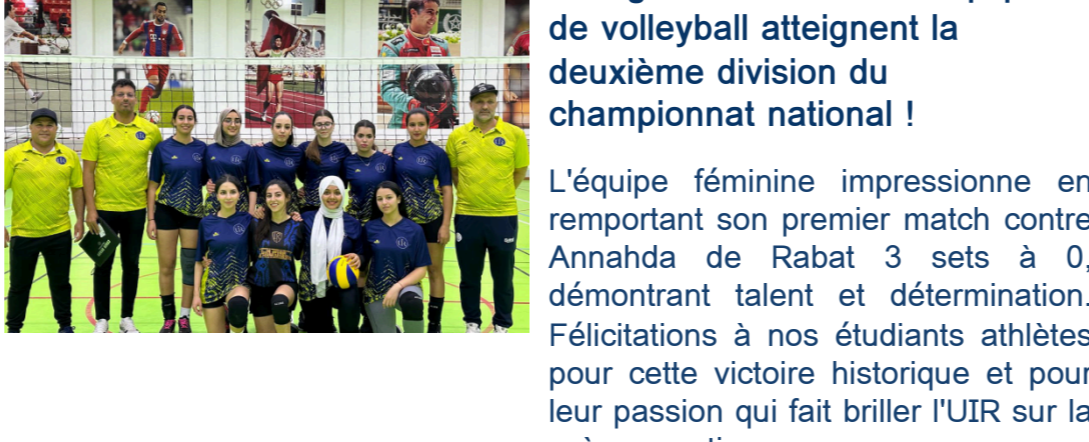 de volleyball atteignent la
deuxième division du
championnat national !
L'équipe féminine impressionne en
remportant son premier match contre
Annahda de Rabat 3 sets à 0,
démontrant talent et détermination.
Félicitations à nos étudiants athlètes
pour cette victoire historique et pour
leur passion qui fait briller l'UIR sur la